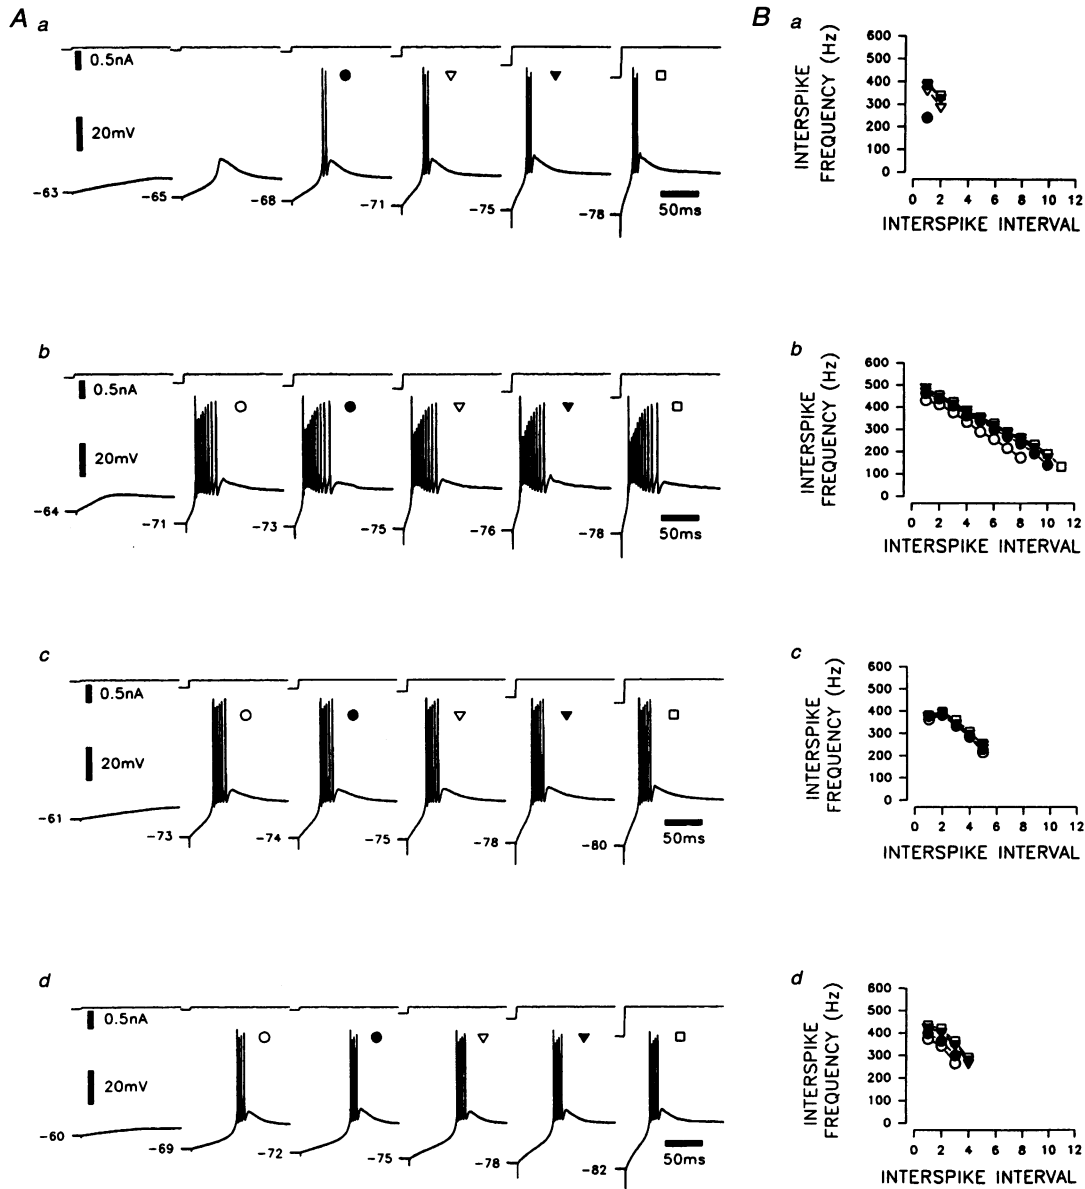 A a
0.5nA
20mV
-63
-65
-68
-71
-75
-78
50ms
B a
INTERSPIKE
FREQUENCY (Hz)
600
500
400
300
200
100
0
0 2 4 6 8 10 12
INTERSPIKE INTERVAL
b
0.5nA
20mV
-64
-71
-73
-75
-76
-78
50ms
b
INTERSPIKE
FREQUENCY (Hz)
600
500
400
300
200
100
0
0 2 4 6 8 10 12
INTERSPIKE INTERVAL
c
0.5nA
20mV
-61
-73
-74
-75
-78
-80
50ms
c
INTERSPIKE
FREQUENCY (Hz)
600
500
400
300
200
100
0
0 2 4 6 8 10 12
INTERSPIKE INTERVAL
d
0.5nA
20mV
-60
-69
-72
-75
-78
-82
50ms
d
INTERSPIKE
FREQUENCY (Hz)
600
500
400
300
200
100
0
0 2 4 6 8 10 12
INTERSPIKE INTERVAL